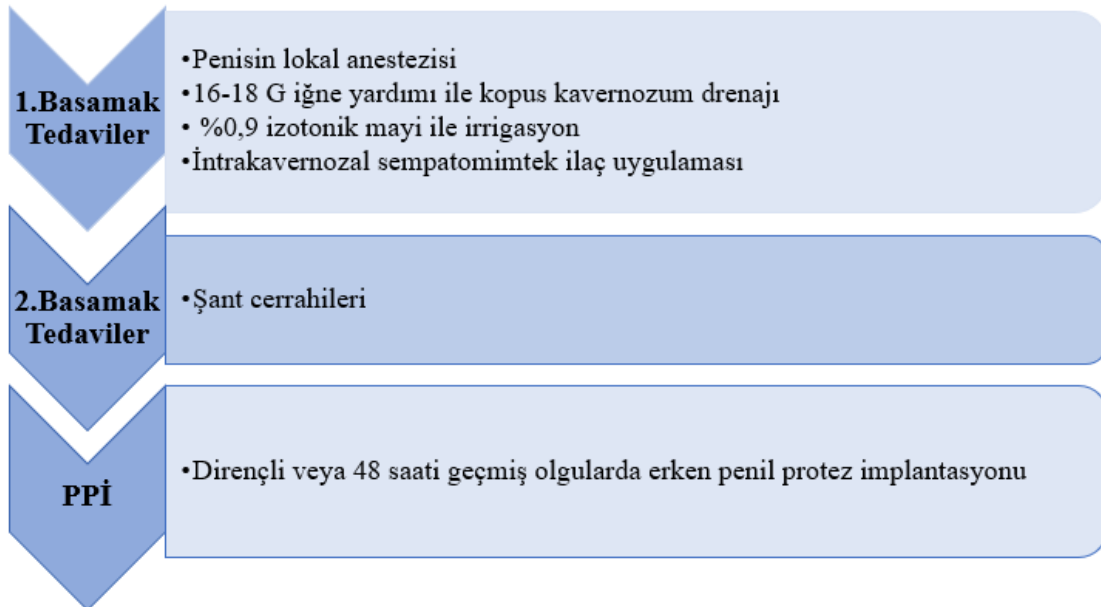 1.Basamak
Tedaviler
•Penisin lokal anestezisi
•16-18 G iğne yardımı ile kopus kavernozum drenajı
• %0,9 izotonik mayi ile irrigasyon
•İntrakavernozal sempatomimtek ilaç uygulaması
2.Basamak
Tedaviler
•Şant cerrahileri
PPİ
•Dirençli veya 48 saati geçmiş olgularda erken penil protez implantasyonu